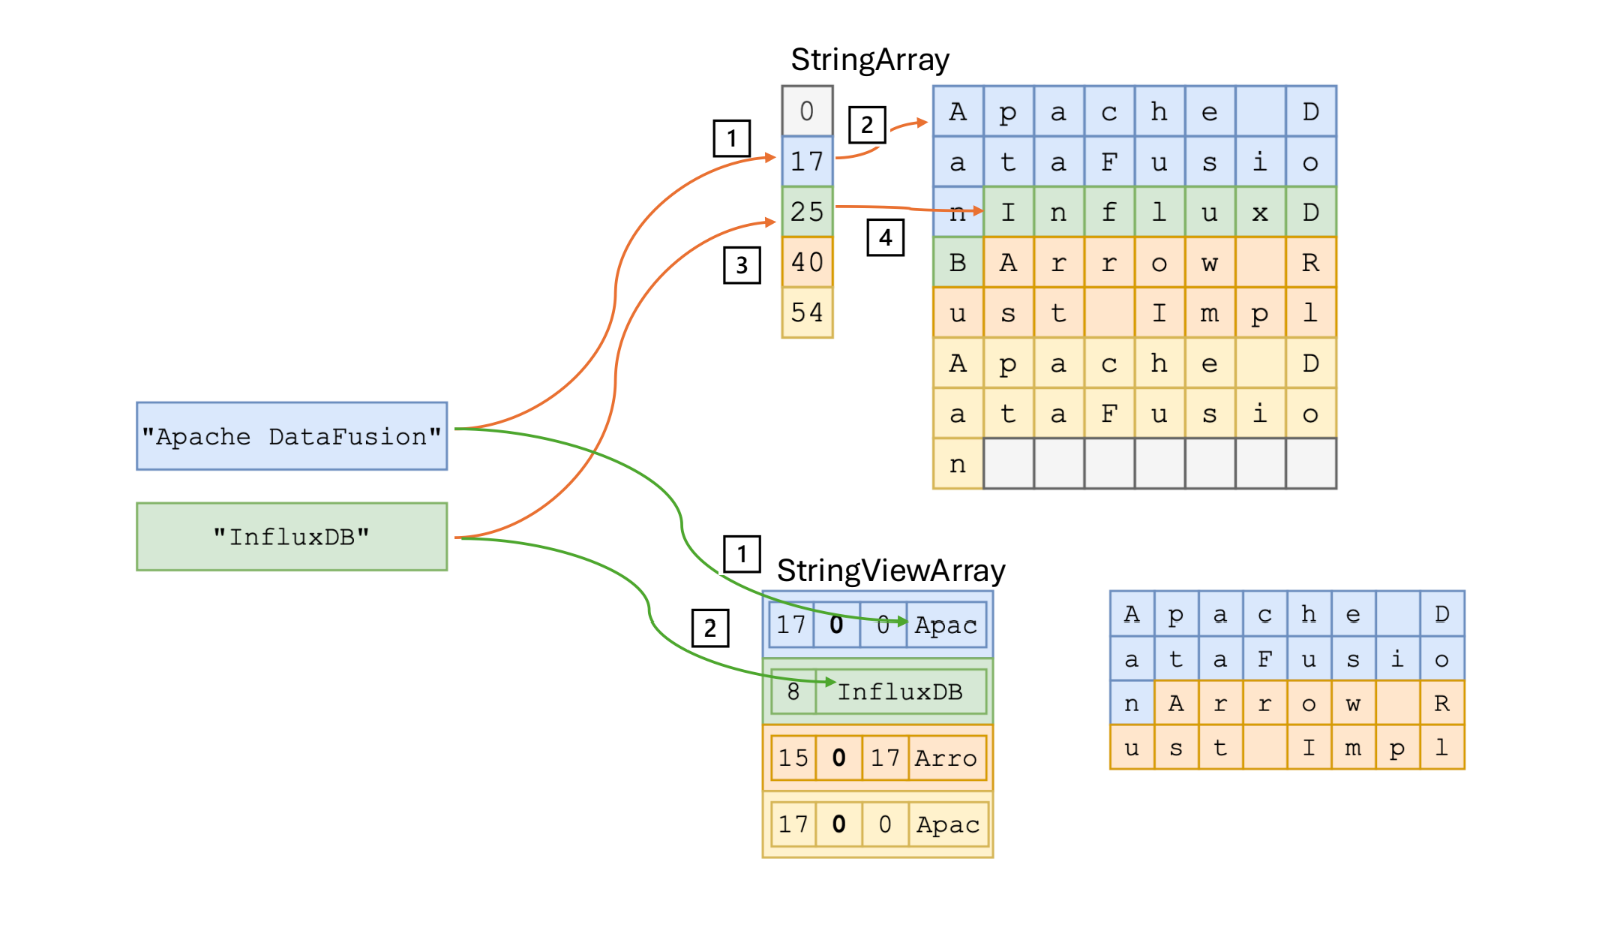 StringArray
0
17
25
40
54
1
2
3
4
A p a c h e D
a t a F u s i o
n I n f l u x D
B A r r o w R
u s t I m p l
A p a c h e D
a t a F u s i o
n
"Apache DataFusion"
"InfluxDB"
1
2
StringViewArray
17 0 0 Apac
8 InfluxDB
15 0 17 Arro
17 0 0 Apac
A p a c h e D
a t a F u s i o
n A r r o w R
u s t I m p l